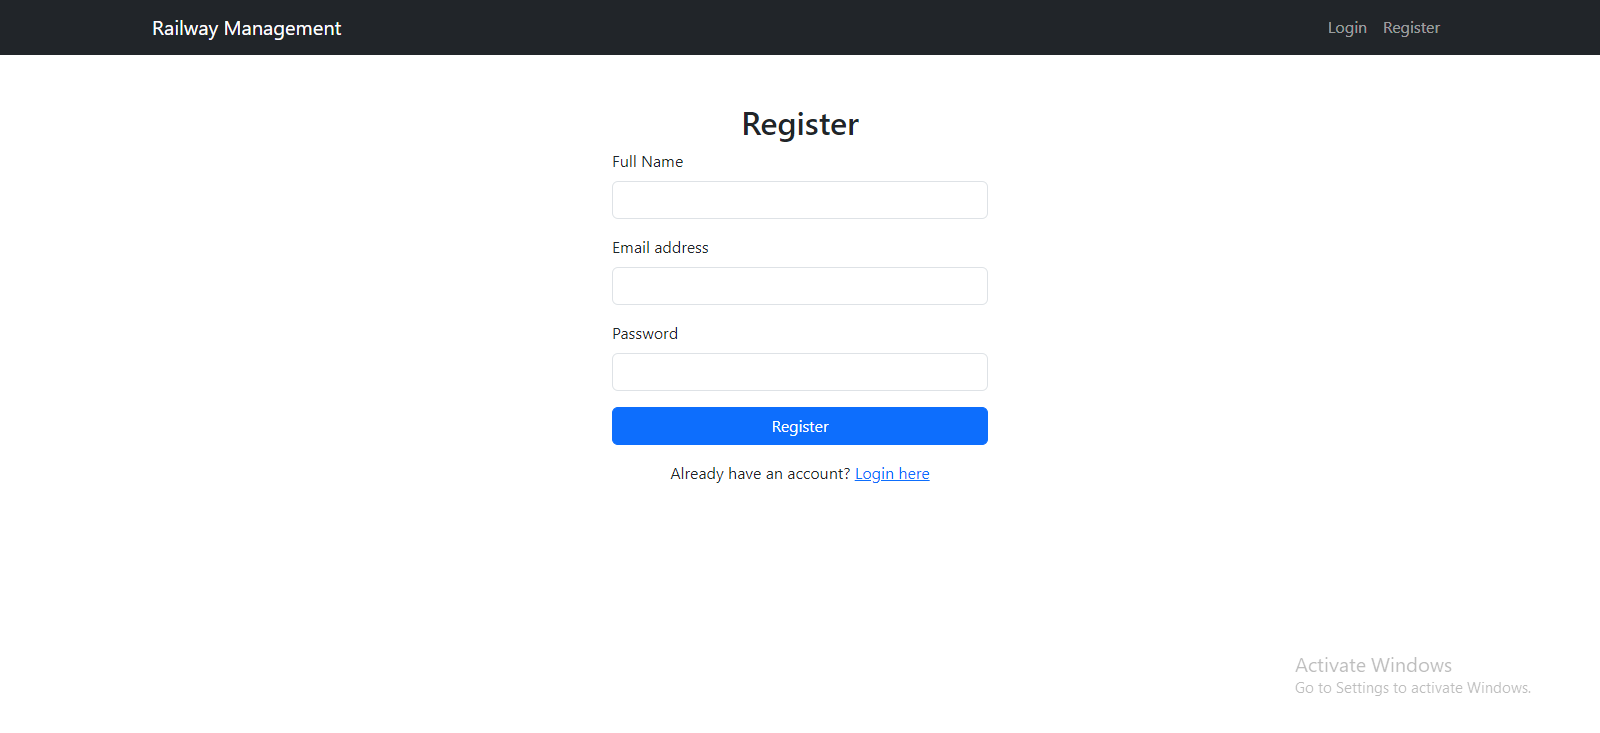 Railway Management
Login Register
Register
Full Name
Email address
Password
Register
Already have an account? Login here
Activate Windows
Go to Settings to activate Windows.